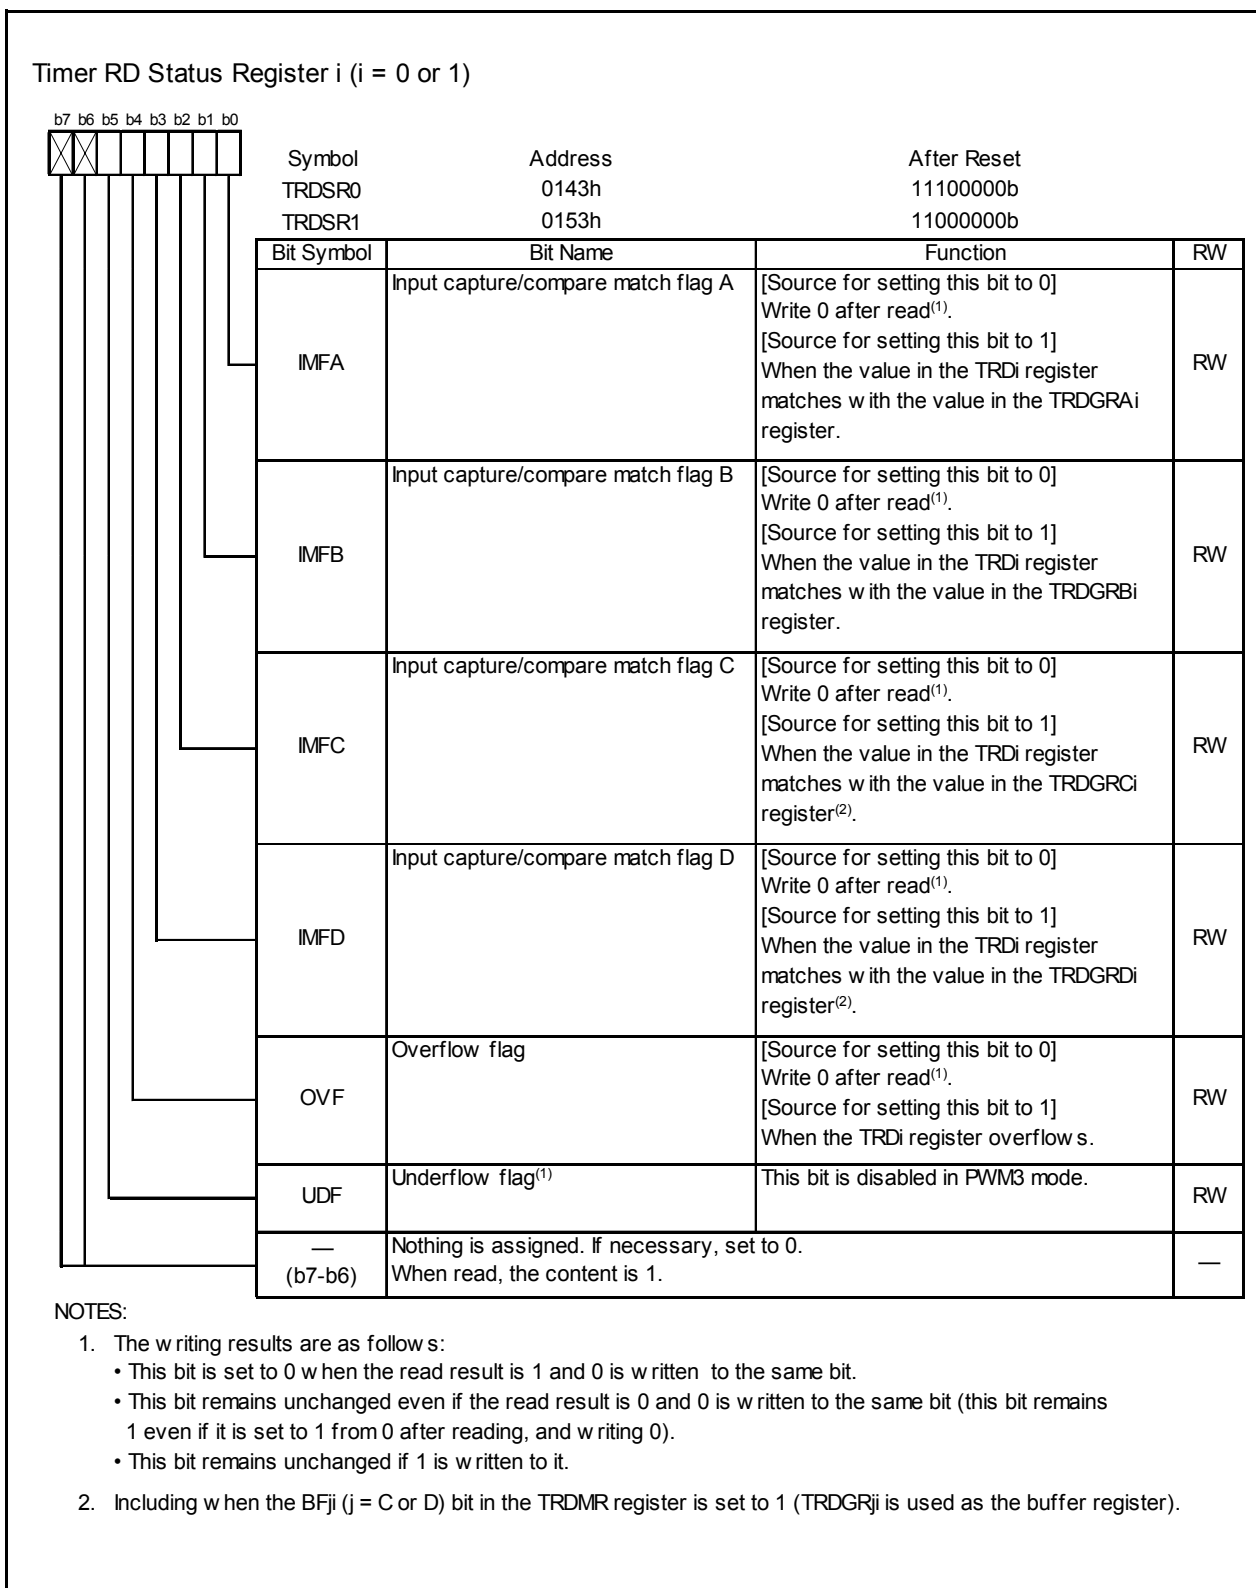 Timer RD Status Register i (i = 0 or 1)
b7 b6 b5 b4 b3 b2 b1 b0
Symbol Address After Reset
TRDSR0 0143h 11100000b
TRDSR1 0153h 11000000b
Bit Symbol Bit Name Function RW
IMFA
Input capture/compare match flag A
[Source for setting this bit to 0]
Write 0 after read(1).
[Source for setting this bit to 1]
When the value in the TRDi register
matches with the value in the TRDGRAi
register.
RW
IMFB
Input capture/compare match flag B
[Source for setting this bit to 0]
Write 0 after read(1).
[Source for setting this bit to 1]
When the value in the TRDi register
matches with the value in the TRDGRBi
register.
RW
IMFC
Input capture/compare match flag C
[Source for setting this bit to 0]
Write 0 after read(1).
[Source for setting this bit to 1]
When the value in the TRDi register
matches with the value in the TRDGRCi
register(2).
RW
IMFD
Input capture/compare match flag D
[Source for setting this bit to 0]
Write 0 after read(1).
[Source for setting this bit to 1]
When the value in the TRDi register
matches with the value in the TRDGRDi
register(2).
RW
OVF
Overflow flag
[Source for setting this bit to 0]
Write 0 after read(1).
[Source for setting this bit to 1]
When the TRDi register overflows.
RW
UDF
Underflow flag(1)
This bit is disabled in PWM3 mode.
RW
—
(b7-b6)
Nothing is assigned. If necessary, set to 0.
When read, the content is 1.
—
NOTES:
1. The writing results are as follows:
• This bit is set to 0 when the read result is 1 and 0 is written to the same bit.
• This bit remains unchanged even if the read result is 0 and 0 is written to the same bit (this bit remains
1 even if it is set to 1 from 0 after reading, and writing 0).
• This bit remains unchanged if 1 is written to it.
2. Including when the BFji (j = C or D) bit in the TRDMR register is set to 1 (TRDGRji is used as the buffer register).